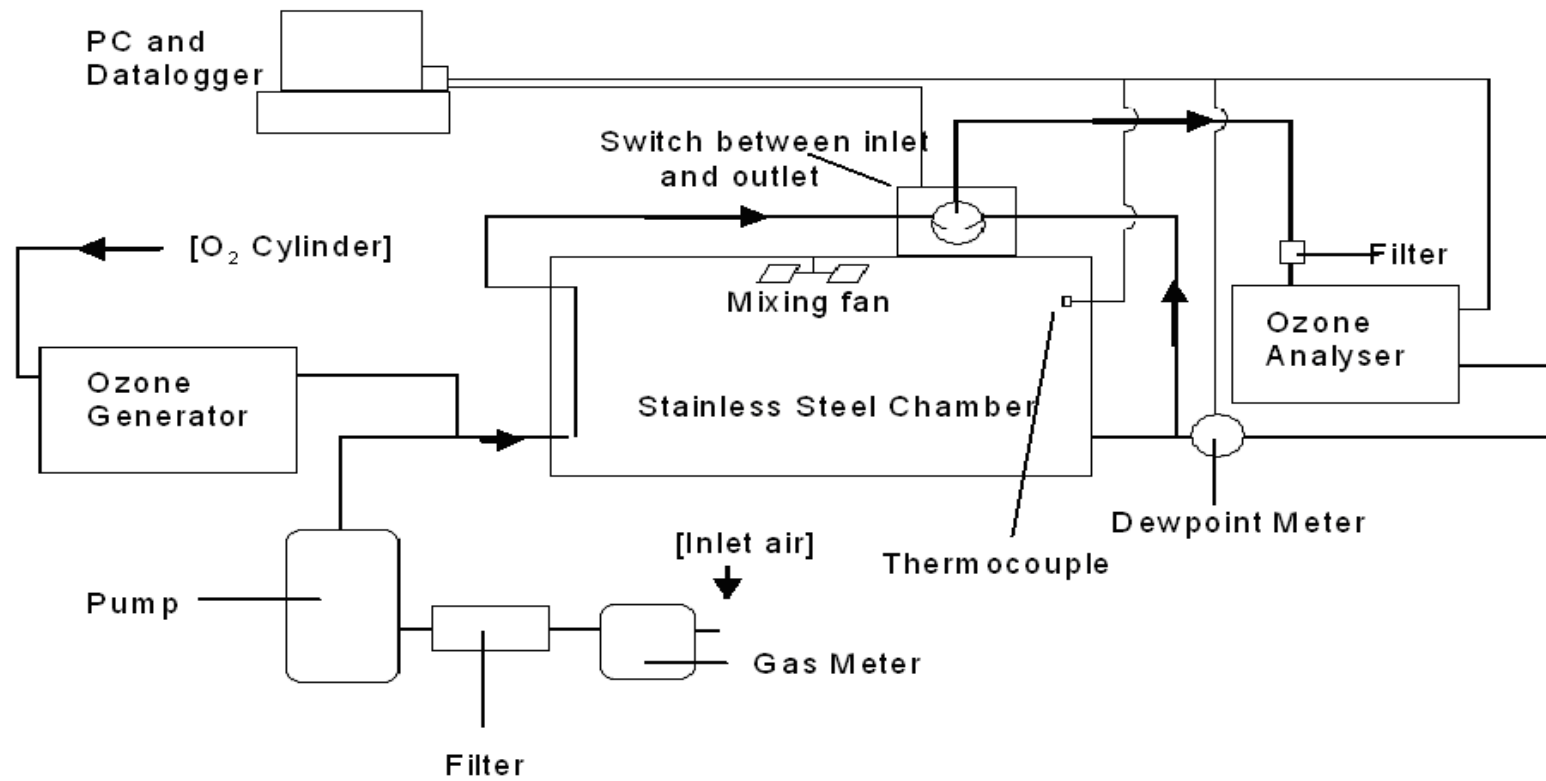 PC and
Datalogger
Switch between inlet
and outlet
[O₂ Cylinder]
Filter
Mixing fan
Ozone
Analyser
Ozone
Generator
Stainless Steel Chamber
Dewpoint Meter
[Inlet air]
Thermocouple
Pump
Gas Meter
Filter